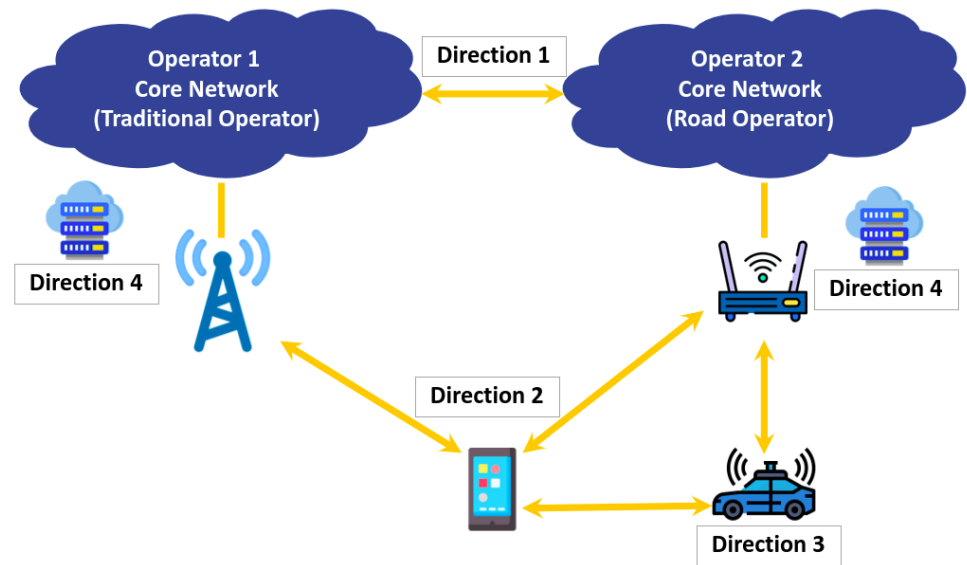 Operator 1
Core Network
(Traditional Operator)
Direction 1
Operator 2
Core Network
(Road Operator)
Direction 4
Direction 4
Direction 2
Direction 3